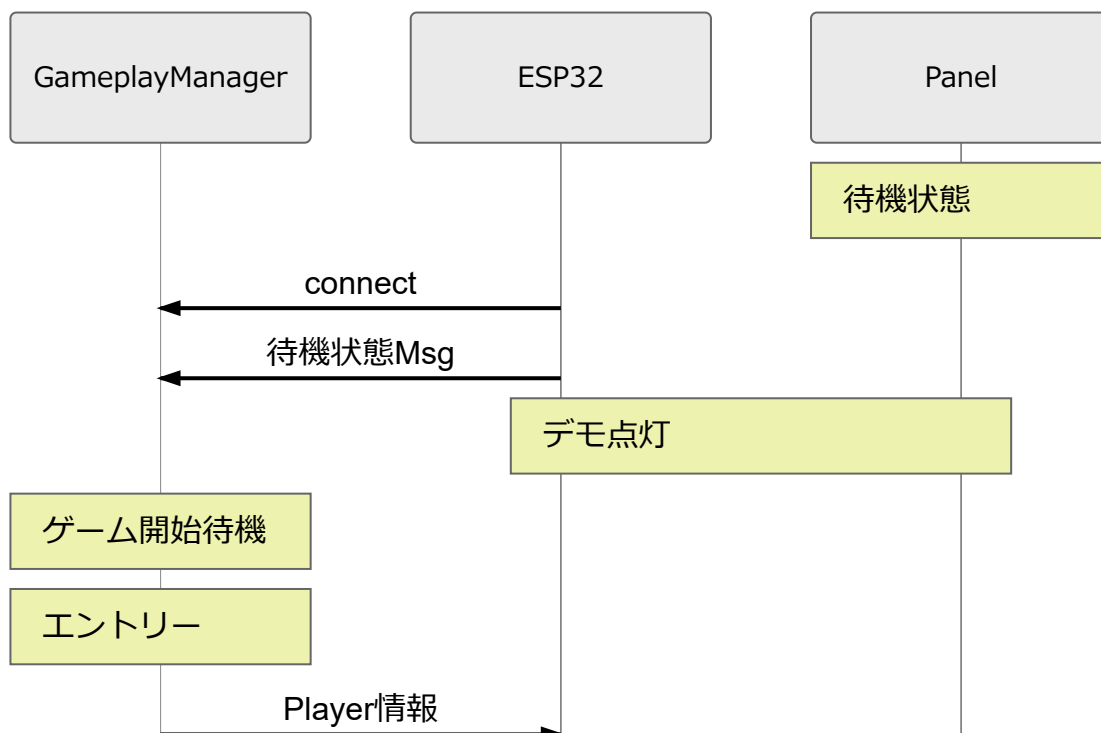 GameplayManager
ESP32
Panel
待機状態
connect
待機状態Msg
デモ点灯
ゲーム開始待機
エントリー
Player情報